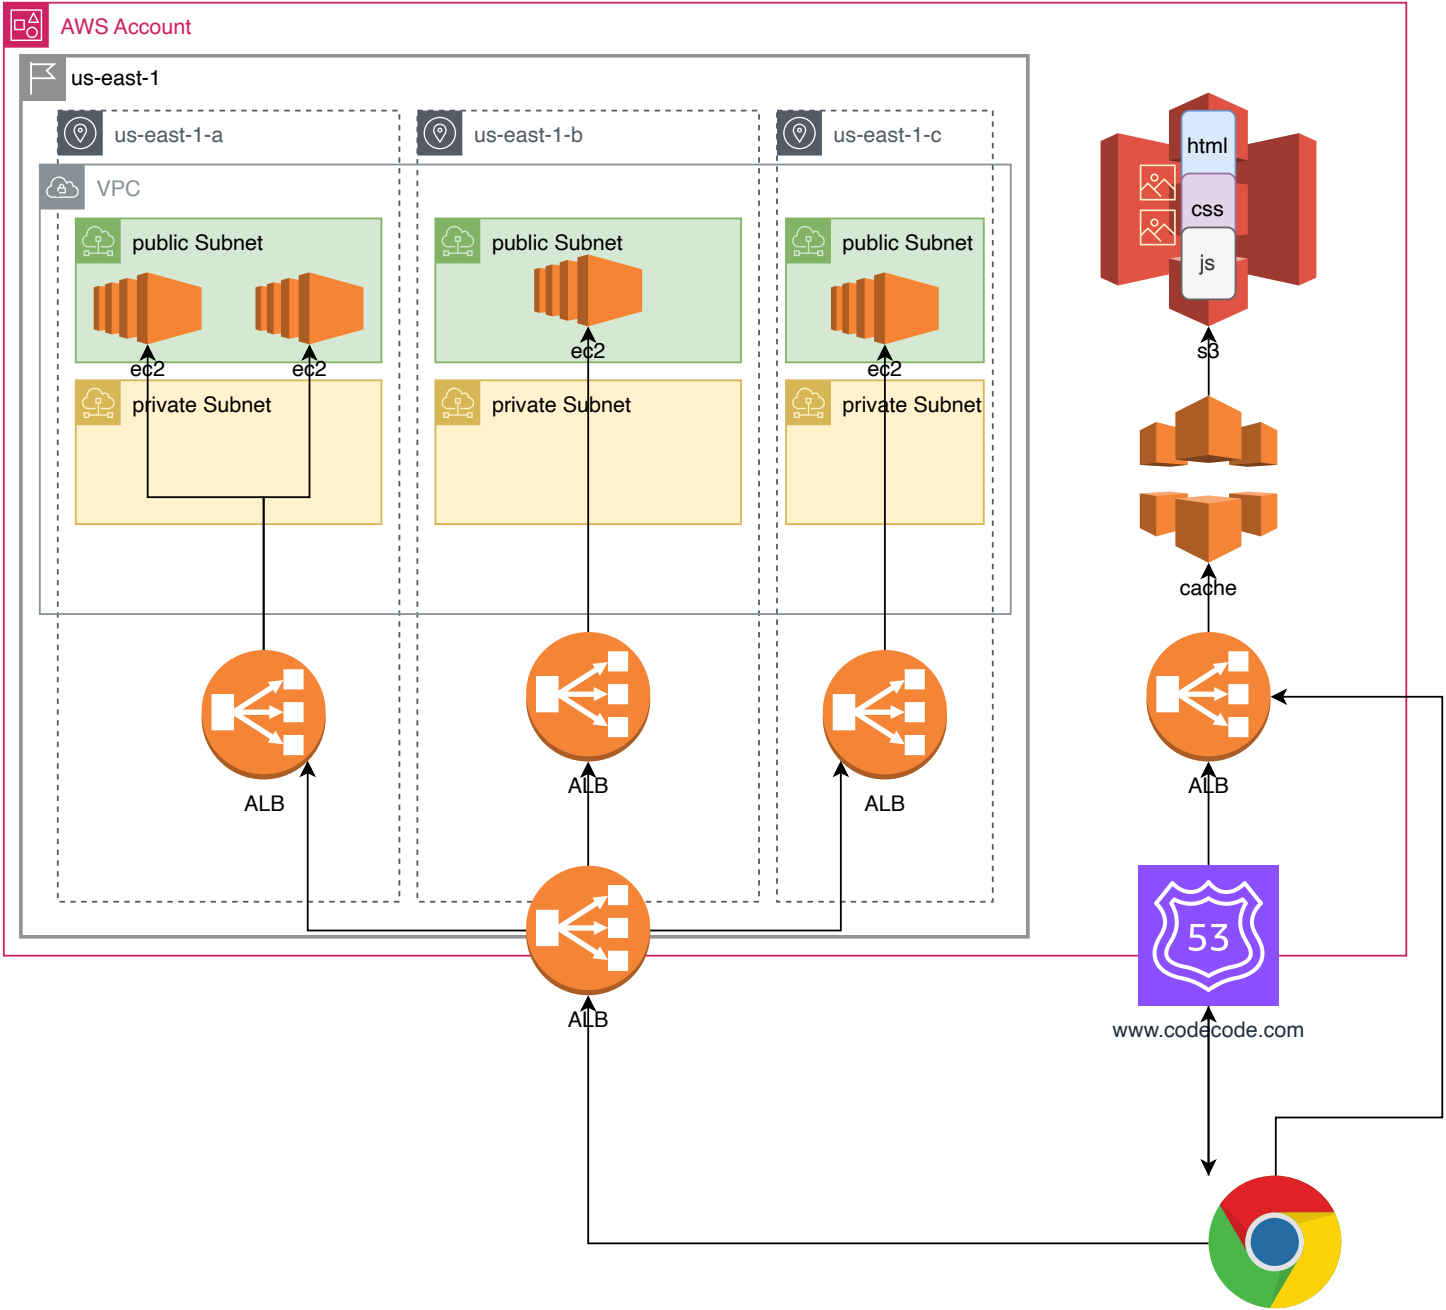 AWS Account
us-east-1
us-east-1-a
us-east-1-b
us-east-1-c
VPC
public Subnet
public Subnet
public Subnet
ec2
ec2
ec2
ec2
private Subnet
private Subnet
private Subnet
html
css
js
s3
cache
ALB
ALB
ALB
ALB
53
ALB
www.codecode.com